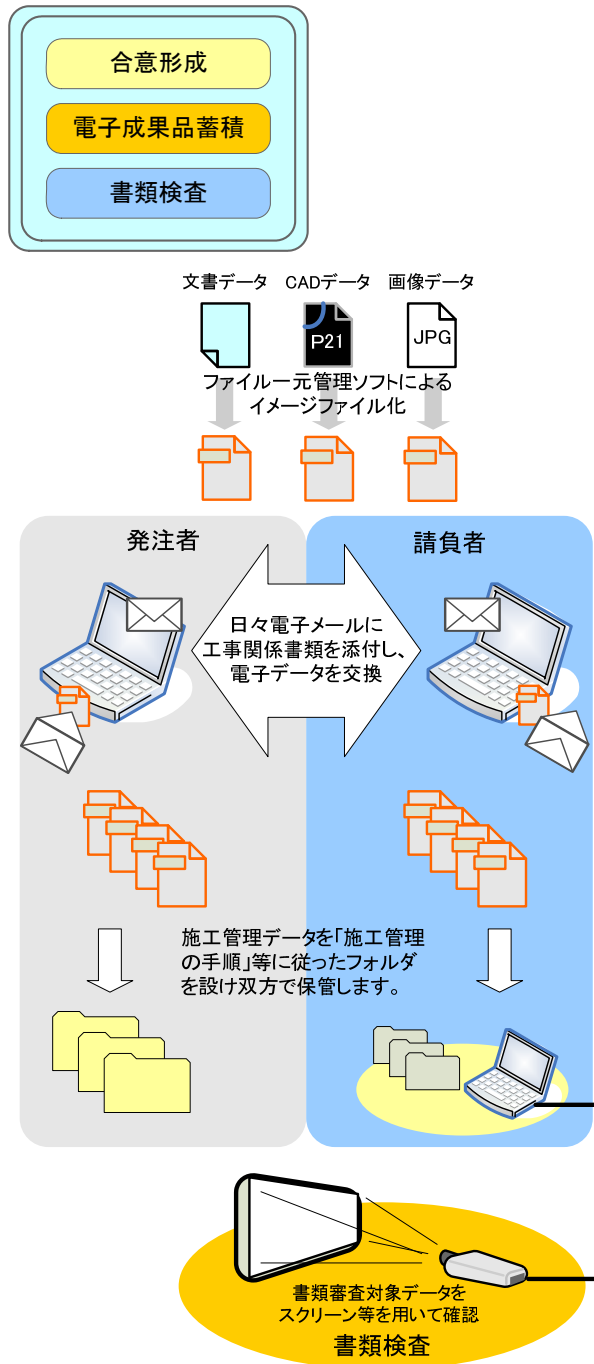 合意形成
電子成果品蓄積
書類検査
文書データ CADデータ 画像データ
P21 JPG
ファイル一元管理ソフトによる
イメージファイル化
発注者 請負者
日々電子メールに
工事関係書類を添付し、
電子データを交換
施工管理データを「施工管理
の手順」等に従ったフォルダ
を設け双方で保管します。
書類審査対象データを
スクリーン等を用いて確認
書類検査